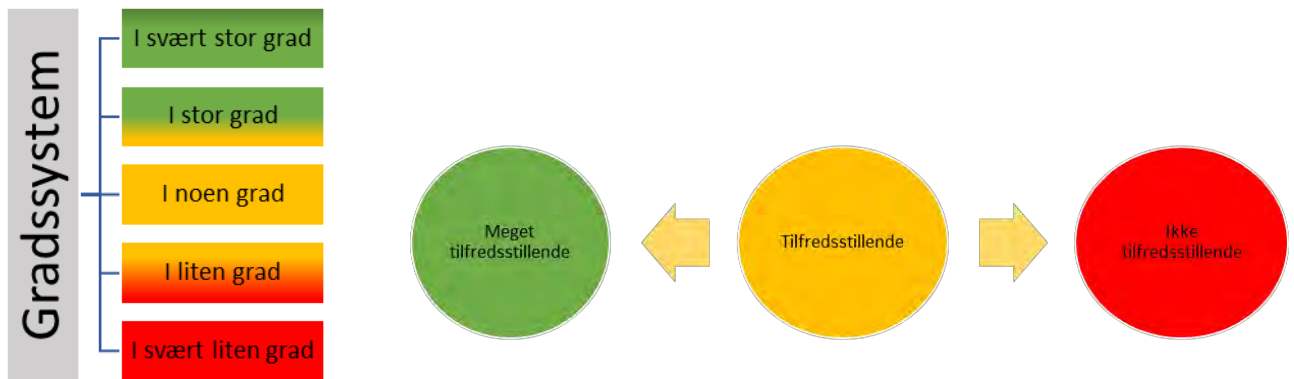 Gradssystem
I svært stor grad
I stor grad
I noen grad
I liten grad
I svært liten grad
Meget
tilfredsstillende
Tilfredsstillende
Ikke
tilfredsstillende